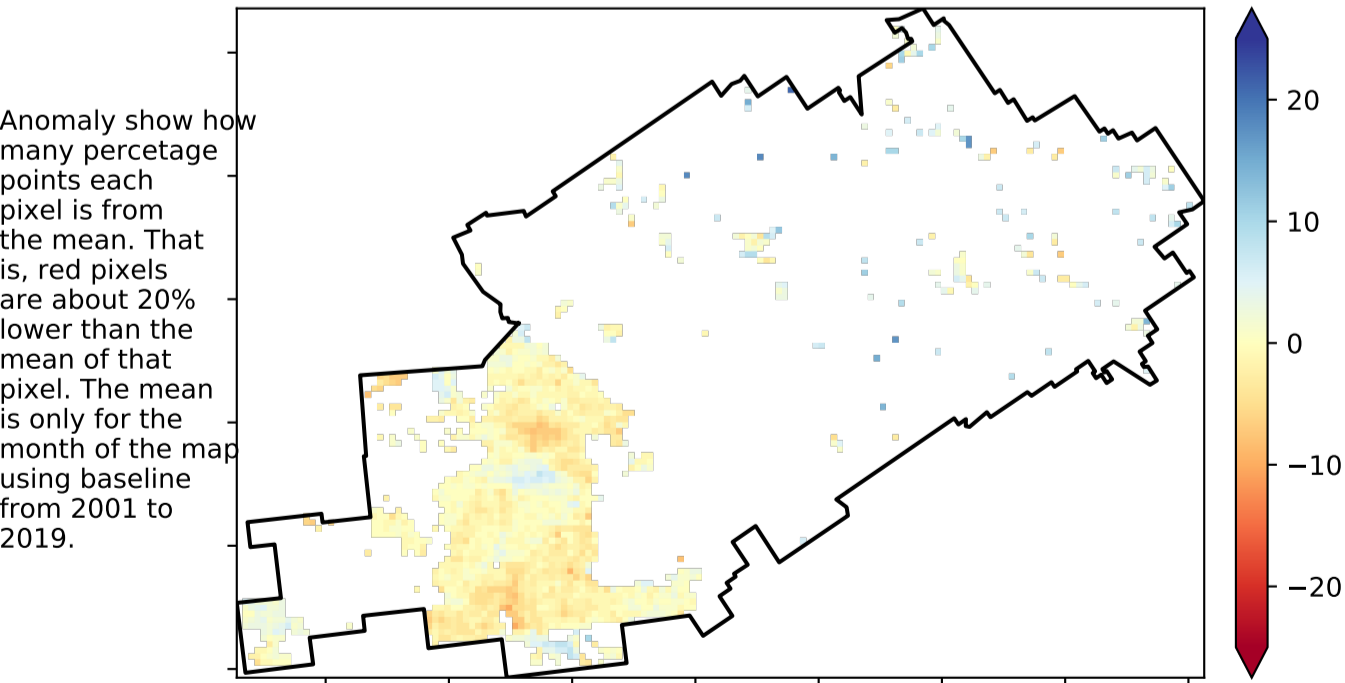 Anomaly show how
many percetage
points each
pixel is from
the mean. That
is, red pixels
are about 20%
lower than the
mean of that
pixel. The mean
is only for the
month of the map
using baseline
from 2001 to
2019.
20
10
0
−10
−20